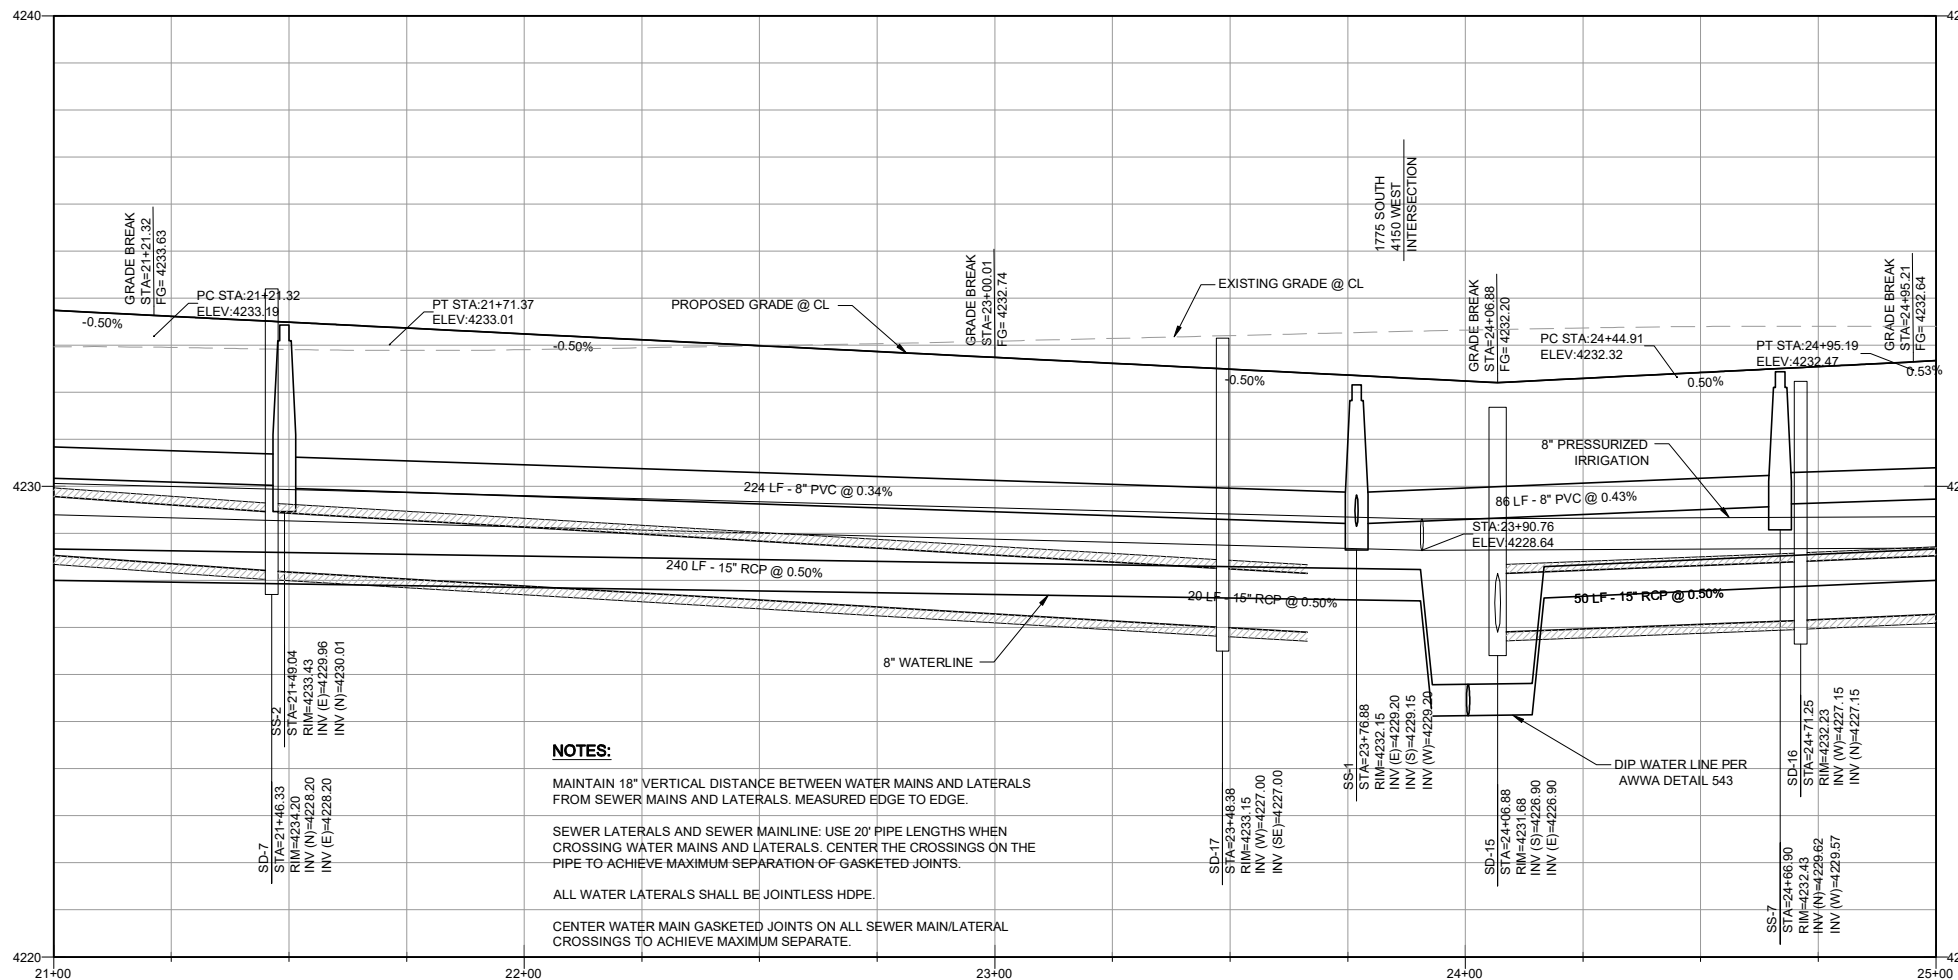 4240
42
GRADE BREAK
STA=21+21.32
FG= 4233.63
PC STA:21+21.32
ELEV:4233.19
-0.50%
PT STA:21+71.37
ELEV:4233.01
-0.50%
PROPOSED GRADE @ CL
GRADE BREAK
STA=23+00.01
FG= 4232.74
EXISTING GRADE @ CL
-0.50%
1775 SOUTH
4150 WEST
INTERSECTION
GRADE BREAK
STA=24+06.88
FG= 4232.20
PC STA:24+44.91
ELEV:4232.32
0.50%
PT STA:24+95.19
ELEV:4232.47
GRADE BREAK
STA=24+95.21
FG= 4232.64
0.53%
8" PRESSURIZED
IRRIGATION
4230
42
224 LF - 8" PVC @ 0.34%
86 LF - 8" PVC @ 0.43%
STA:23+90.76
ELEV:4228.64
240 LF - 15" RCP @ 0.50%
20 LF - 15" RCP @ 0.50%
50 LF - 15" RCP @ 0.50%
8" WATERLINE
SS-2
STA=21+49.04
RIM=4233.43
INV (E)=4229.96
INV (N)=4230.01
SD-7
STA=21+46.33
RIM=4234.20
INV (N)=4228.20
INV (E)=4228.20
SD-17
STA=23+48.38
RIM=4233.15
INV (W)=4227.00
INV (SE)=4227.00
SS-1
STA=23+76.88
RIM=4232.15
INV (E)=4229.20
INV (S)=4229.15
INV (W)=4229.20
SD-15
STA=24+06.88
RIM=4231.68
INV (S)=4226.90
INV (E)=4226.90
DIP WATER LINE PER
AWWA DETAIL 543
SD-16
STA=24+71.25
RIM=4232.23
INV (W)=4227.15
INV (N)=4227.15
SS-7
STA=24+66.90
RIM=4232.43
INV (N)=4229.62
INV (W)=4229.57
NOTES:
MAINTAIN 18" VERTICAL DISTANCE BETWEEN WATER MAINS AND LATERALS
FROM SEWER MAINS AND LATERALS. MEASURED EDGE TO EDGE.
SEWER LATERALS AND SEWER MAINLINE: USE 20' PIPE LENGTHS WHEN
CROSSING WATER MAINS AND LATERALS. CENTER THE CROSSINGS ON THE
PIPE TO ACHIEVE MAXIMUM SEPARATION OF GASKETED JOINTS.
ALL WATER LATERALS SHALL BE JOINTLESS HDPE.
CENTER WATER MAIN GASKETED JOINTS ON ALL SEWER MAIN/LATERAL
CROSSINGS TO ACHIEVE MAXIMUM SEPARATE.
4220
42
21+00
22+00
23+00
24+00
25+00